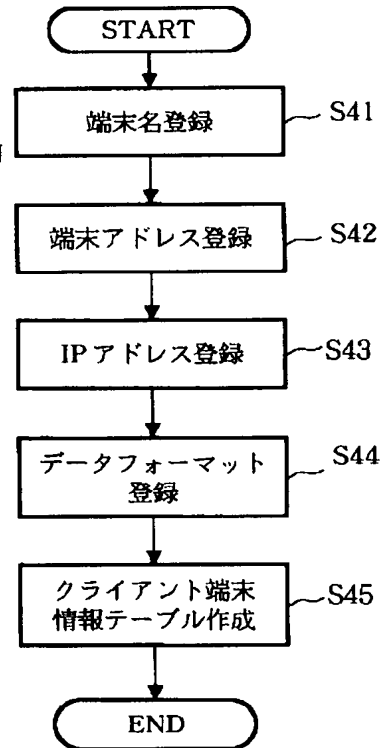 START
端末名登録
S41
端末アドレス登録
S42
IPアドレス登録
S43
データフォーマット
登録
S44
クライアント端末
情報テーブル作成
S45
END